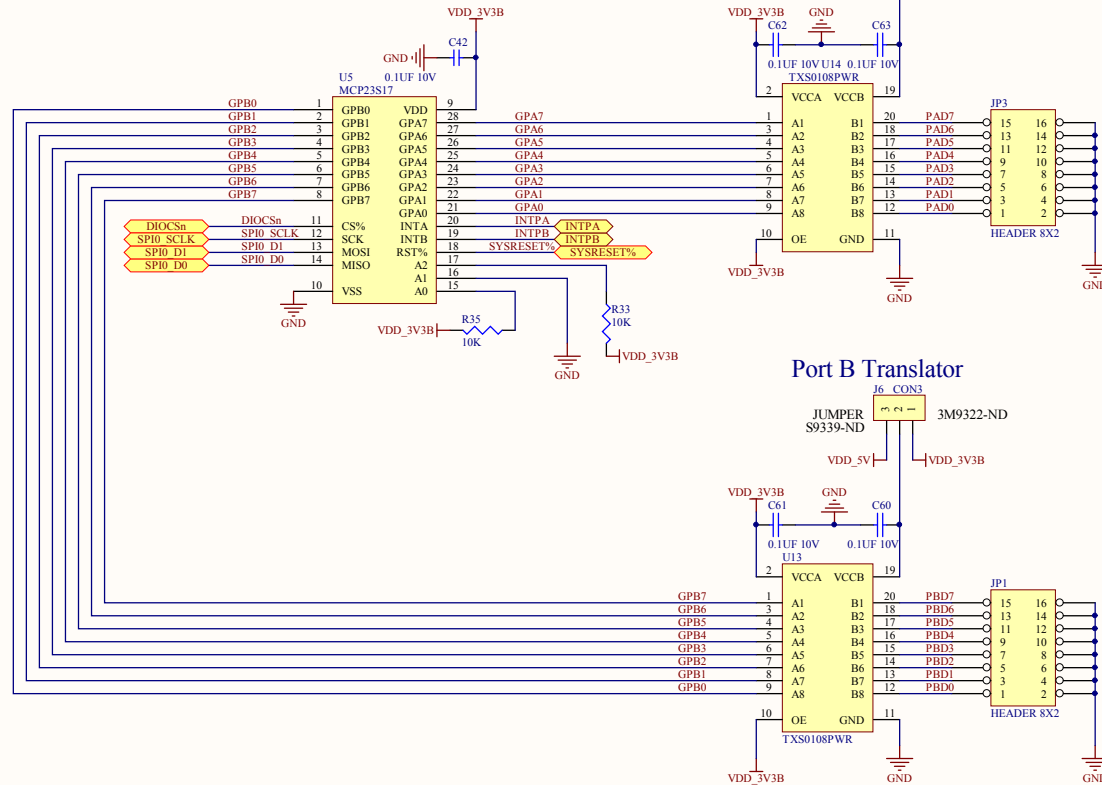 VDD_3V3B
C42
GND
0.1UF 10V
U5
MCP23S17
GPB0 1 GPB0 VDD 9
GPB1 2 GPB1 GPA7 28 GPA7
GPB2 3 GPB2 GPA6 27 GPA6
GPB3 4 GPB3 GPA5 26 GPA5
GPB4 5 GPB4 GPA4 25 GPA4
GPB5 6 GPB5 GPA3 24 GPA3
GPB6 7 GPB6 GPA2 23 GPA2
GPB7 8 GPB7 GPA1 22 GPA1
GPA0 21 GPA0
DIOCSn DIOCSn 11 CS% INTA 20 INTPA INTPA
SPI0_SCLK SPI0_SCLK 12 SCK INTB 19 INTPB INTPB
SPI0_D1 SPI0_D1 13 MOSI RST% 18 SYSRESET% SYSRESET%
SPI0_D0 SPI0_D0 14 MISO A2 17
A1 16
10 VSS A0 15
GND
VDD_3V3B
R35
10K
GND
R33
10K
VDD_3V3B
VDD_3V3B
GND
C62
C63
0.1UF 10V
U14
0.1UF 10V
TXS0108PWR
2 VCCA VCCB 19
1 A1 B1 20 PAD7
3 A2 B2 18 PAD6
4 A3 B3 17 PAD5
5 A4 B4 16 PAD4
6 A5 B5 15 PAD3
7 A6 B6 14 PAD2
8 A7 B7 13 PAD1
9 A8 B8 12 PAD0
10 OE GND 11
VDD_3V3B
GND
JP3
15 16
13 14
11 12
9 10
7 8
5 6
3 4
1 2
HEADER 8X2
GND
Port B Translator
J6 CON3
JUMPER
S9339-ND
3 2 1
3M9322-ND
VDD_5V
VDD_3V3B
VDD_3V3B
GND
C61
C60
0.1UF 10V
0.1UF 10V
U13
2 VCCA VCCB 19
GPB7 1 A1 B1 20 PBD7
GPB6 3 A2 B2 18 PBD6
GPB5 4 A3 B3 17 PBD5
GPB4 5 A4 B4 16 PBD4
GPB3 6 A5 B5 15 PBD3
GPB2 7 A6 B6 14 PBD2
GPB1 8 A7 B7 13 PBD1
GPB0 9 A8 B8 12 PBD0
10 OE GND 11
TXS0108PWR
VDD_3V3B
GND
JP1
15 16
13 14
11 12
9 10
7 8
5 6
3 4
1 2
HEADER 8X2
GND